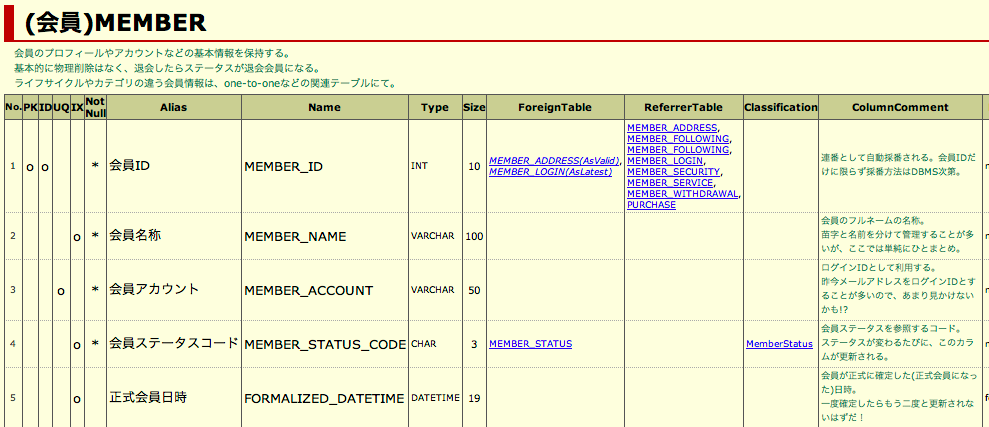 (会員)MEMBER
会員のプロフィールやアカウントなどの基本情報を保持する。
基本的に物理削除はなく、退会したらステータスが退会会員になる。
ライフサイクルやカテゴリの違う会員情報は、one-to-oneなどの関連テーブルにて。
No. PK ID UQ IX Not Null Alias Name Type Size ForeignTable ReferrerTable Classification ColumnComment
1 o o * 会員ID MEMBER_ID INT 10
MEMBER_ADDRESS(AsValid),
MEMBER_LOGIN(AsLatest)
MEMBER_ADDRESS,
MEMBER_FOLLOWING,
MEMBER_FOLLOWING,
MEMBER_LOGIN,
MEMBER_SECURITY,
MEMBER_SERVICE,
MEMBER_WITHDRAWAL,
PURCHASE
連番として自動採番される。会員IDだ
けに限らず採番方法はDBMS次第。
2 o * 会員名称 MEMBER_NAME VARCHAR 100
会員のフルネームの名称。
苗字と名前を分けて管理することが多
いが、ここでは単純にひとまとめ。
3 o * 会員アカウント MEMBER_ACCOUNT VARCHAR 50
ログインIDとして利用する。
昨今メールアドレスをログインIDとす
ることが多いので、あまり見かけない
かも!?
4 o * 会員ステータスコード MEMBER_STATUS_CODE CHAR 3 MEMBER_STATUS MemberStatus
会員ステータスを参照するコード。
ステータスが変わるたびに、このカラ
ムが更新される。
5 o 正式会員日時 FORMALIZED_DATETIME DATETIME 19
会員が正式に確定した(正式会員になっ
た)日時。
一度確定したらもう二度と更新されな
いはずだ！